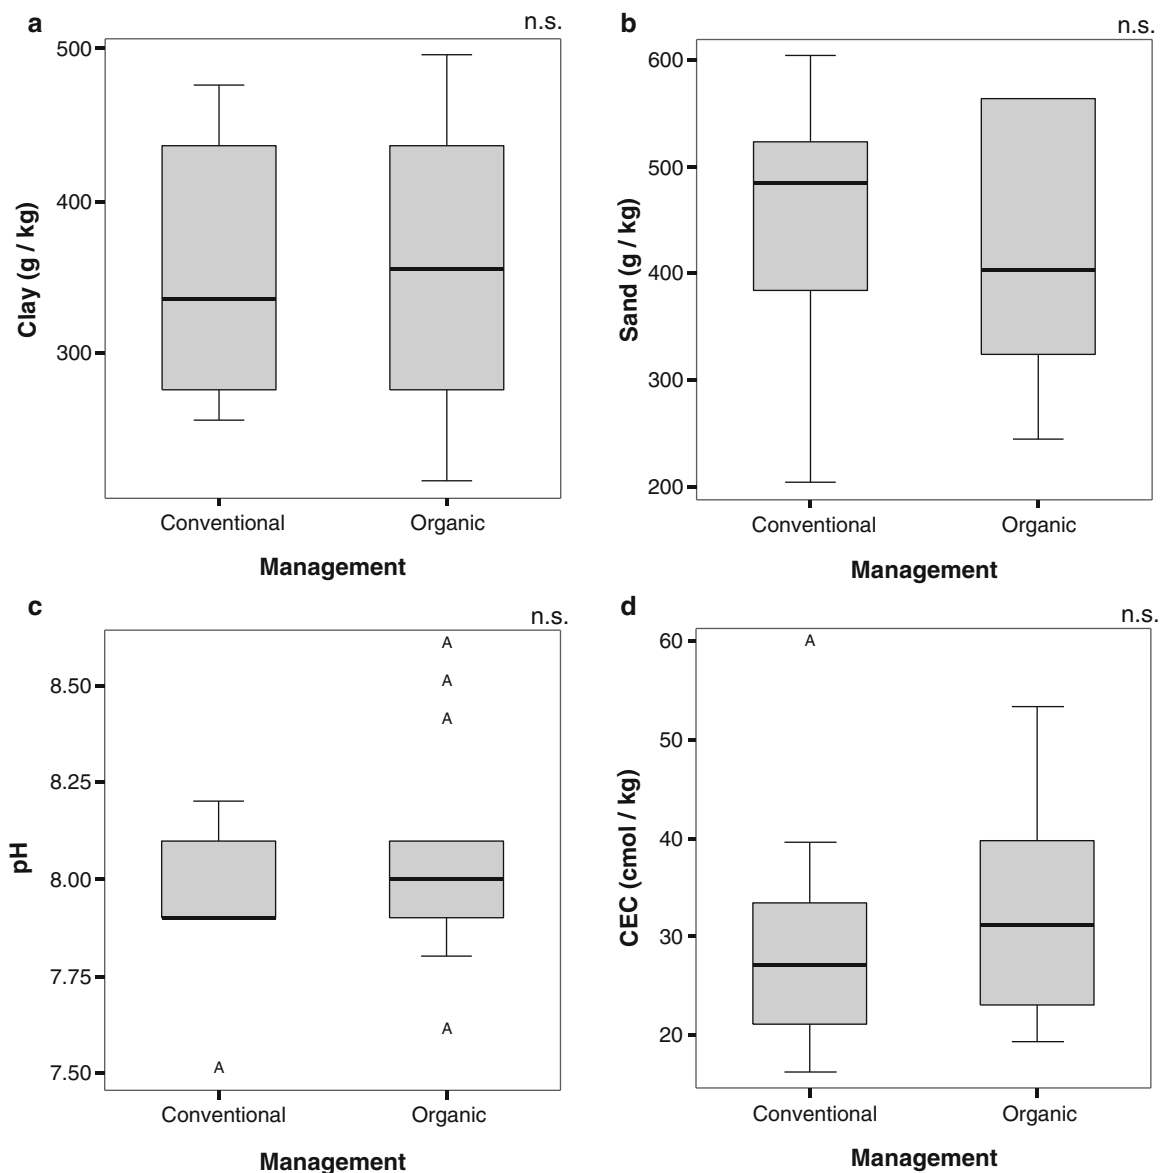 a
n.s.
500
400
300
Clay (g / kg)
Conventional
Organic
Management
b
n.s.
600
500
400
300
200
Sand (g / kg)
Conventional
Organic
Management
c
n.s.
A
A
A
8.50
8.25
8.00
7.75
7.50
pH
A
A
Conventional
Organic
Management
d
n.s.
60
50
40
30
20
A
CEC (cmol / kg)
Conventional
Organic
Management